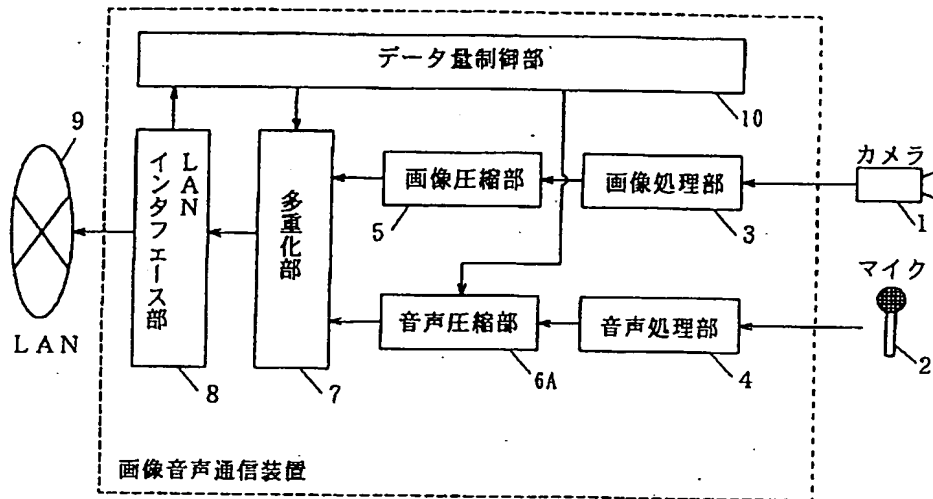 データ量制御部
10
9
LAN
インタフェース部
多重化部
画像圧縮部
画像処理部
カメラ
5
3
1
マイク
音声圧縮部
音声処理部
LAN
8
7
6A
4
2
画像音声通信装置